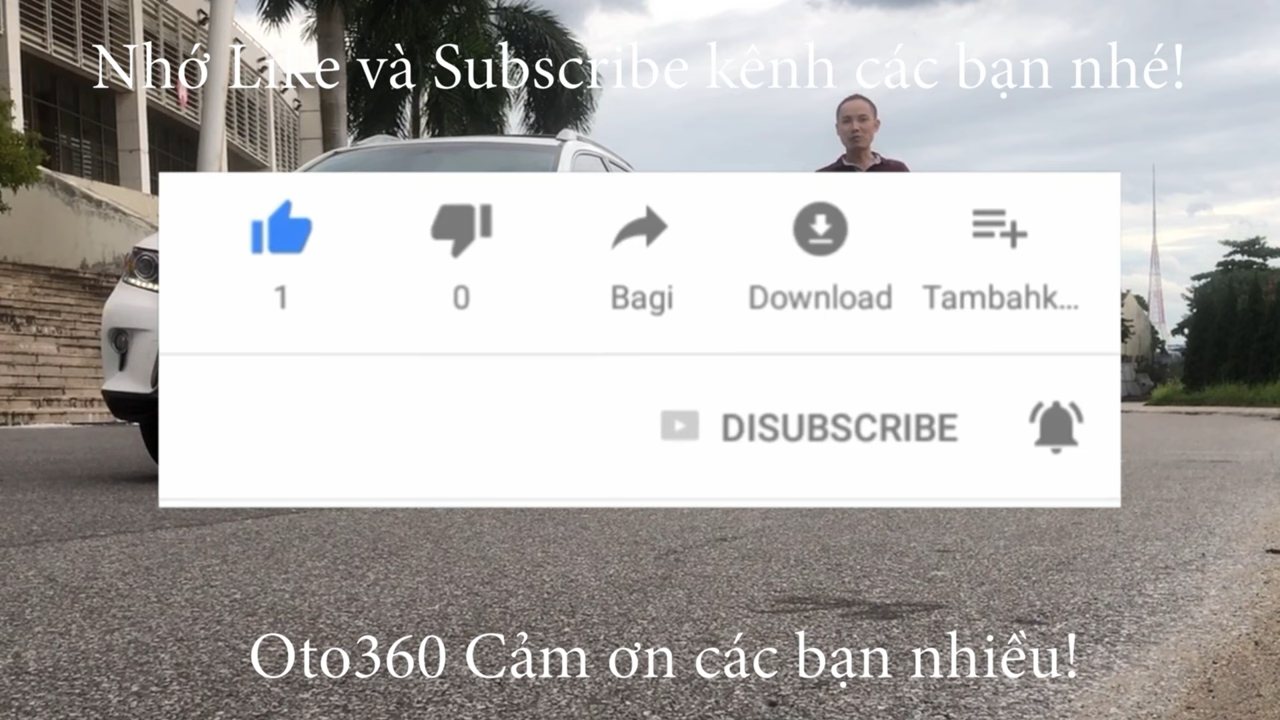 Nhớ Like và Subscribe kênh các bạn nhé!
1 0 Bagi Download Tambahk...
DISUBSCRIBE
Oto360 Cảm ơn các bạn nhiều!